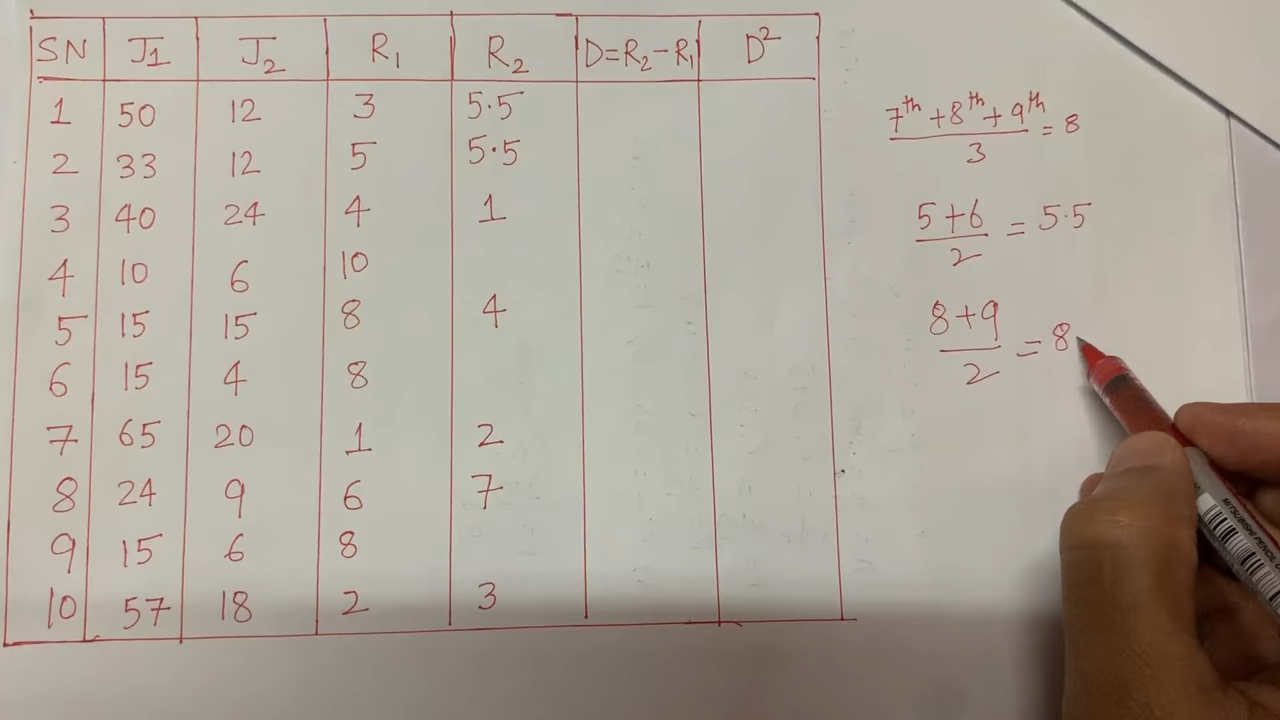 SN J1 J2 R1 R2 D=R2-R1 D²
1 50 12 3 5.5
2 33 12 5 5.5
3 40 24 4 1
4 10 6 10
5 15 15 8 4
6 15 4 8
7 65 20 1 2
8 24 9 6 7
9 15 6 8
10 57 18 2 3
7th + 8th + 9th
3
= 8
5+6
2
= 5.5
8+9
2
= 8
MITSUBISHI PENCIL